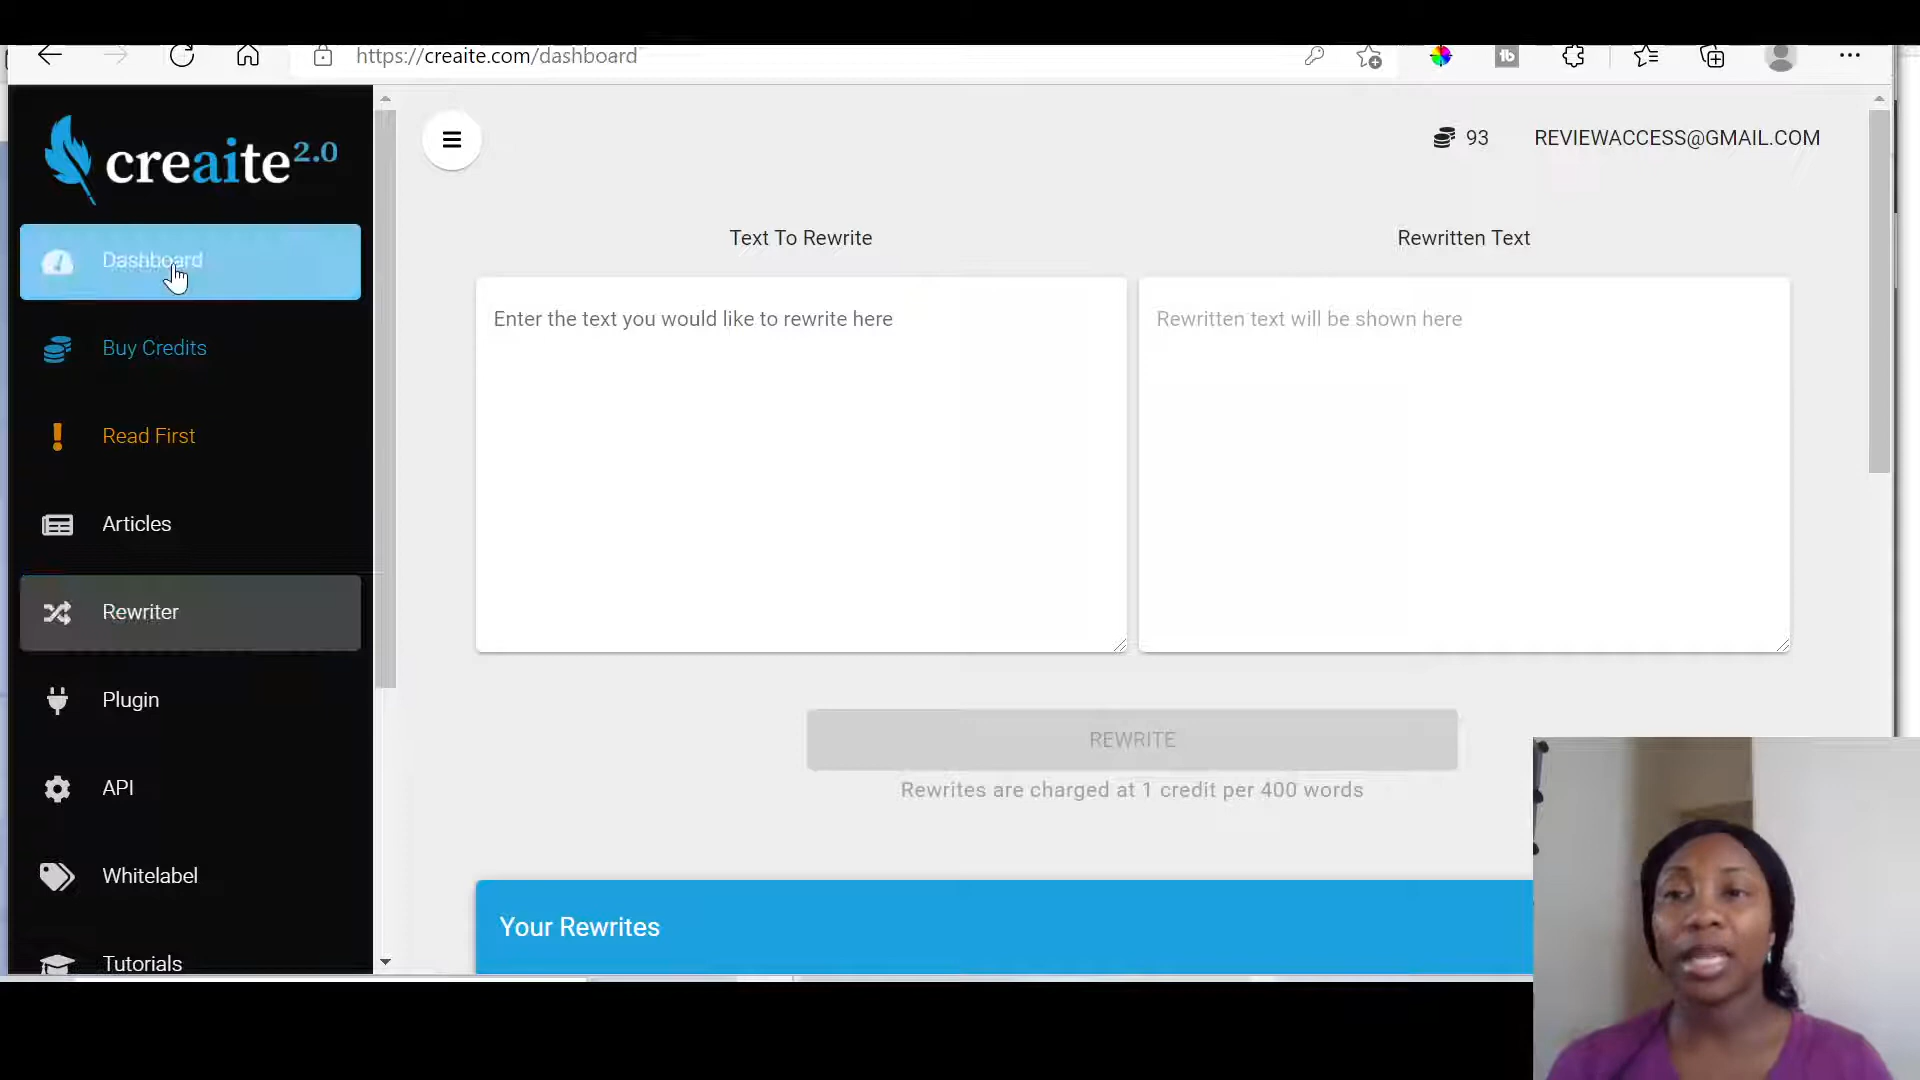 https://creaite.com/dashboard
creaite 2.0
93
REVIEWACCESS@GMAIL.COM
Dashboard
Buy Credits
Read First
Articles
Rewriter
Plugin
API
Whitelabel
Tutorials
Text To Rewrite
Rewritten Text
Enter the text you would like to rewrite here
Rewritten text will be shown here
REWRITE
Rewrites are charged at 1 credit per 400 words
Your Rewrites